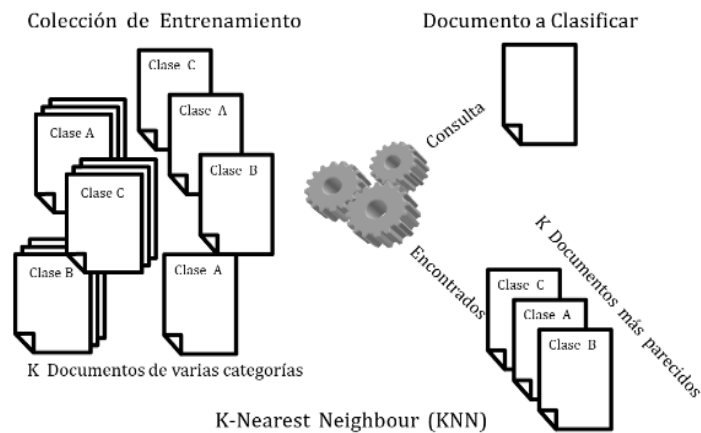 Colección de Entrenamiento
Documento a Clasificar
Clase C
Clase A
Clase A
Clase B
Clase C
Clase B
Clase A
K Documentos de varias categorías
Consulta
Encontrados
K Documentos más parecidos
Clase C
Clase A
Clase B
K-Nearest Neighbour (KNN)